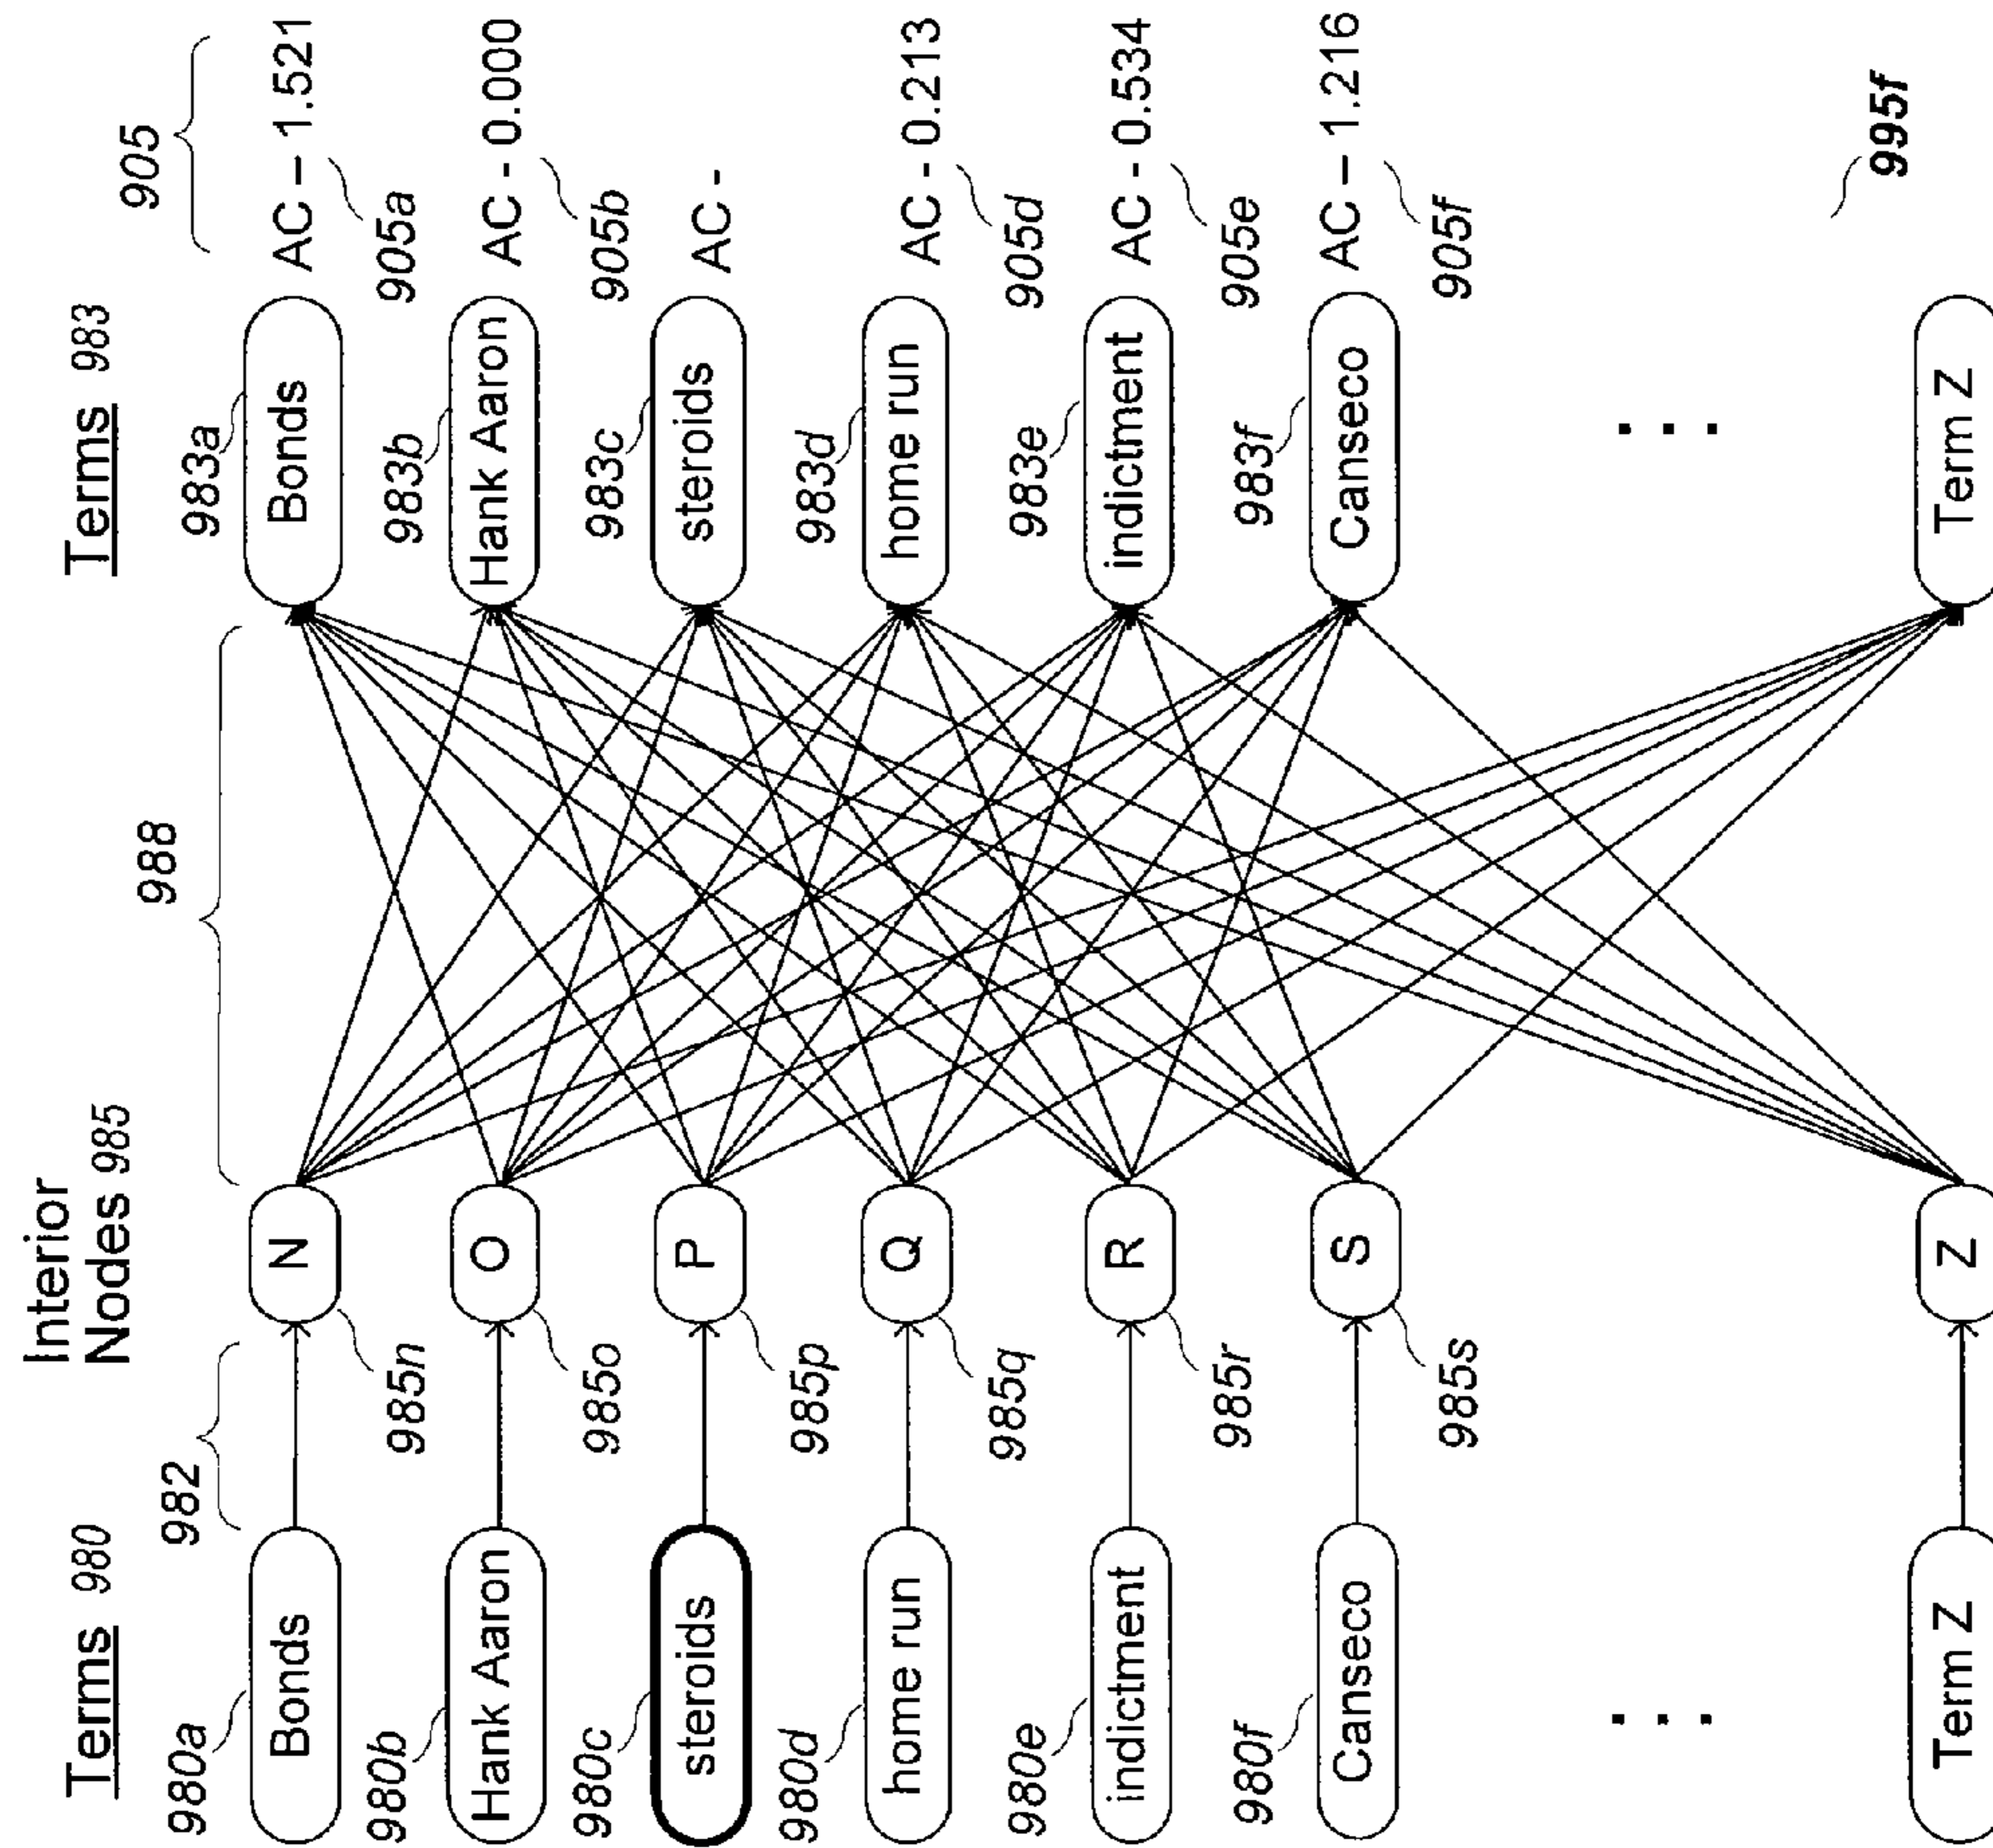 Terms 980
982
Interior
Nodes 985
988
Terms 983
905
980a
Bonds
N
985n
983a
Bonds
AC – 1.521
905a
980b
Hank Aaron
O
985o
983b
Hank Aaron
AC - 0.000
905b
980c
steroids
P
985p
983c
steroids
AC -
980d
home run
Q
985q
983d
home run
AC - 0.213
905d
980e
indictment
R
985r
983e
indictment
AC - 0.534
905e
980f
Canseco
S
985s
983f
Canseco
AC – 1.216
905f
. . .
. . .
995f
Term Z
Z
Term Z